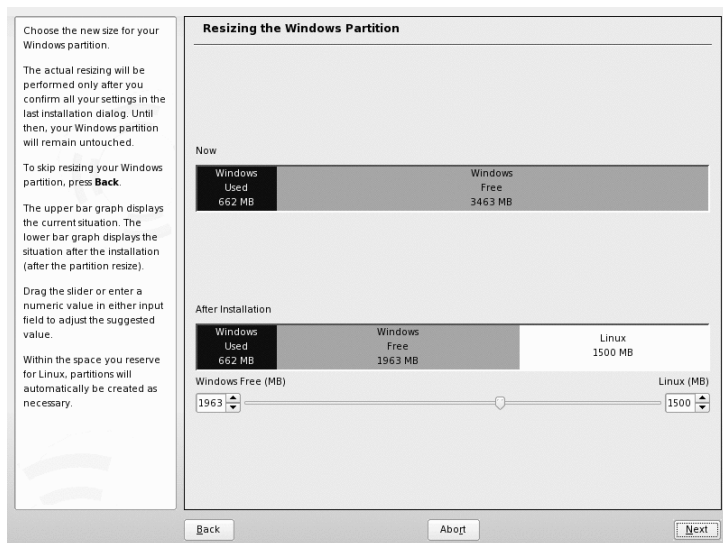 Choose the new size for your
Windows partition.
The actual resizing will be
performed only after you
confirm all your settings in the
last installation dialog. Until
then, your Windows partition
will remain untouched.
To skip resizing your Windows
partition, press Back.
The upper bar graph displays
the current situation. The
lower bar graph displays the
situation after the installation
(after the partition resize).
Drag the slider or enter a
numeric value in either input
field to adjust the suggested
value.
Within the space you reserve
for Linux, partitions will
automatically be created as
necessary.
Resizing the Windows Partition
Now
Windows
Used
662 MB
Windows
Free
3463 MB
After Installation
Windows
Used
662 MB
Windows
Free
1963 MB
Linux
1500 MB
Windows Free (MB)
Linux (MB)
1963
1500
Back
Abort
Next